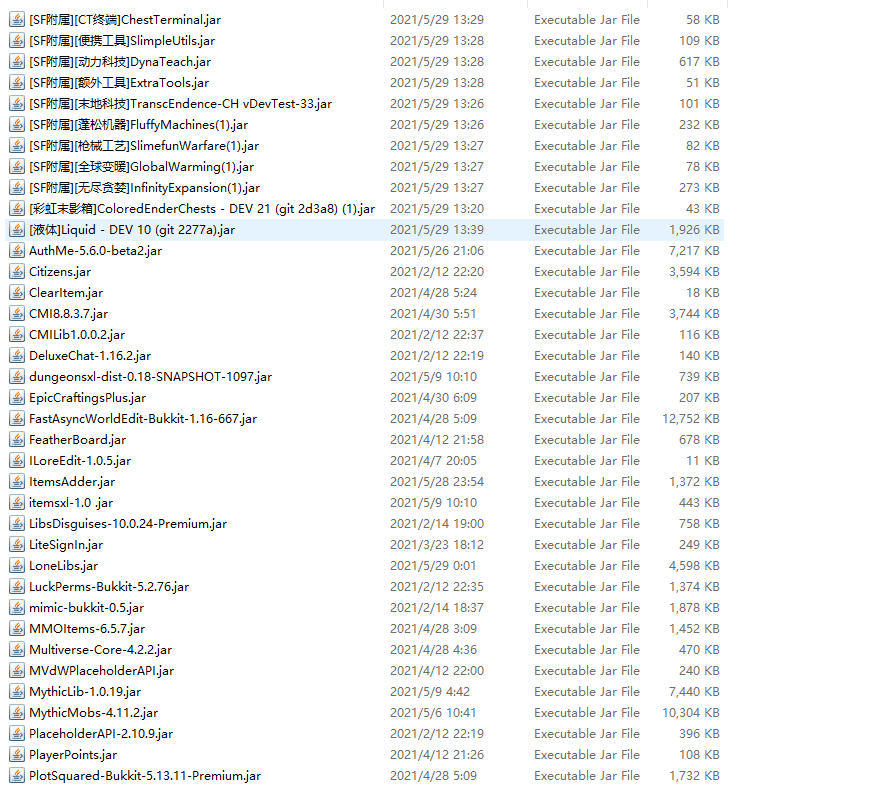 [SF附属][CT终端]ChestTerminal.jar 2021/5/29 13:29 Executable Jar File 58 KB
[SF附属][便携工具]SlimpleUtils.jar 2021/5/29 13:28 Executable Jar File 109 KB
[SF附属][动力科技]DynaTeach.jar 2021/5/29 13:28 Executable Jar File 617 KB
[SF附属][额外工具]ExtraTools.jar 2021/5/29 13:28 Executable Jar File 51 KB
[SF附属][末地科技]TranscEndence-CH vDevTest-33.jar 2021/5/29 13:26 Executable Jar File 101 KB
[SF附属][蓬松机器]FluffyMachines(1).jar 2021/5/29 13:26 Executable Jar File 232 KB
[SF附属][枪械工艺]SlimefunWarfare(1).jar 2021/5/29 13:27 Executable Jar File 82 KB
[SF附属][全球变暖]GlobalWarming(1).jar 2021/5/29 13:27 Executable Jar File 78 KB
[SF附属][无尽贪婪]InfinityExpansion(1).jar 2021/5/29 13:27 Executable Jar File 273 KB
[彩虹末影箱]ColoredEnderChests - DEV 21 (git 2d3a8) (1).jar 2021/5/29 13:20 Executable Jar File 43 KB
[液体]Liquid - DEV 10 (git 2277a).jar 2021/5/29 13:39 Executable Jar File 1,926 KB
AuthMe-5.6.0-beta2.jar 2021/5/26 21:06 Executable Jar File 7,217 KB
Citizens.jar 2021/2/12 22:20 Executable Jar File 3,594 KB
ClearItem.jar 2021/4/28 5:24 Executable Jar File 18 KB
CMI8.8.3.7.jar 2021/4/30 5:51 Executable Jar File 3,744 KB
CMILib1.0.0.2.jar 2021/2/12 22:37 Executable Jar File 116 KB
DeluxeChat-1.16.2.jar 2021/2/12 22:19 Executable Jar File 140 KB
dungeonsxl-dist-0.18-SNAPSHOT-1097.jar 2021/5/9 10:10 Executable Jar File 739 KB
EpicCraftingsPlus.jar 2021/4/30 6:09 Executable Jar File 207 KB
FastAsyncWorldEdit-Bukkit-1.16-667.jar 2021/4/28 5:09 Executable Jar File 12,752 KB
FeatherBoard.jar 2021/4/12 21:58 Executable Jar File 678 KB
ILoreEdit-1.0.5.jar 2021/4/7 20:05 Executable Jar File 11 KB
ItemsAdder.jar 2021/5/28 23:54 Executable Jar File 1,372 KB
itemsxl-1.0 .jar 2021/5/9 10:10 Executable Jar File 443 KB
LibsDisguises-10.0.24-Premium.jar 2021/2/14 19:00 Executable Jar File 758 KB
LiteSignIn.jar 2021/3/23 18:12 Executable Jar File 249 KB
LoneLibs.jar 2021/5/29 0:01 Executable Jar File 4,598 KB
LuckPerms-Bukkit-5.2.76.jar 2021/2/12 22:35 Executable Jar File 1,374 KB
mimic-bukkit-0.5.jar 2021/2/14 18:37 Executable Jar File 1,878 KB
MMOItems-6.5.7.jar 2021/4/28 3:09 Executable Jar File 1,452 KB
Multiverse-Core-4.2.2.jar 2021/4/28 4:36 Executable Jar File 470 KB
MVdWPlaceholderAPI.jar 2021/4/12 22:00 Executable Jar File 240 KB
MythicLib-1.0.19.jar 2021/5/9 4:42 Executable Jar File 7,440 KB
MythicMobs-4.11.2.jar 2021/5/6 10:41 Executable Jar File 10,304 KB
PlaceholderAPI-2.10.9.jar 2021/2/12 22:19 Executable Jar File 396 KB
PlayerPoints.jar 2021/4/12 21:26 Executable Jar File 108 KB
PlotSquared-Bukkit-5.13.11-Premium.jar 2021/4/28 5:09 Executable Jar File 1,732 KB